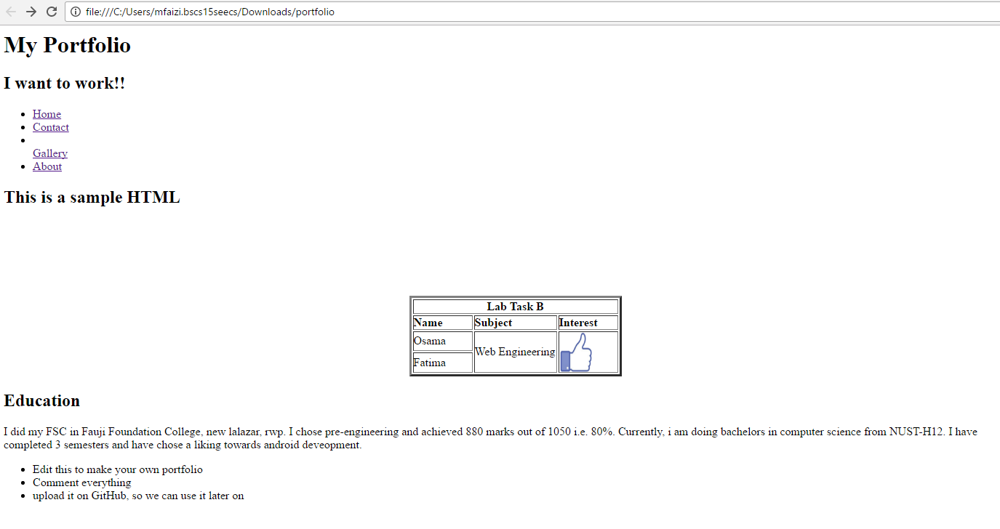 file:///C:/Users/mfaizi.bscs15seecs/Downloads/portfolio
My Portfolio
I want to work!!
Home
Contact
Gallery
About
This is a sample HTML
Lab Task B
Name Subject Interest
Osama
Web Engineering
Fatima
Education
I did my FSC in Fauji Foundation College, new lalazar, rwp. I chose pre-engineering and achieved 880 marks out of 1050 i.e. 80%. Currently, i am doing bachelors in computer science from NUST-H12. I have
completed 3 semesters and have chose a liking towards android deveopment.
Edit this to make your own portfolio
Comment everything
upload it on GitHub, so we can use it later on